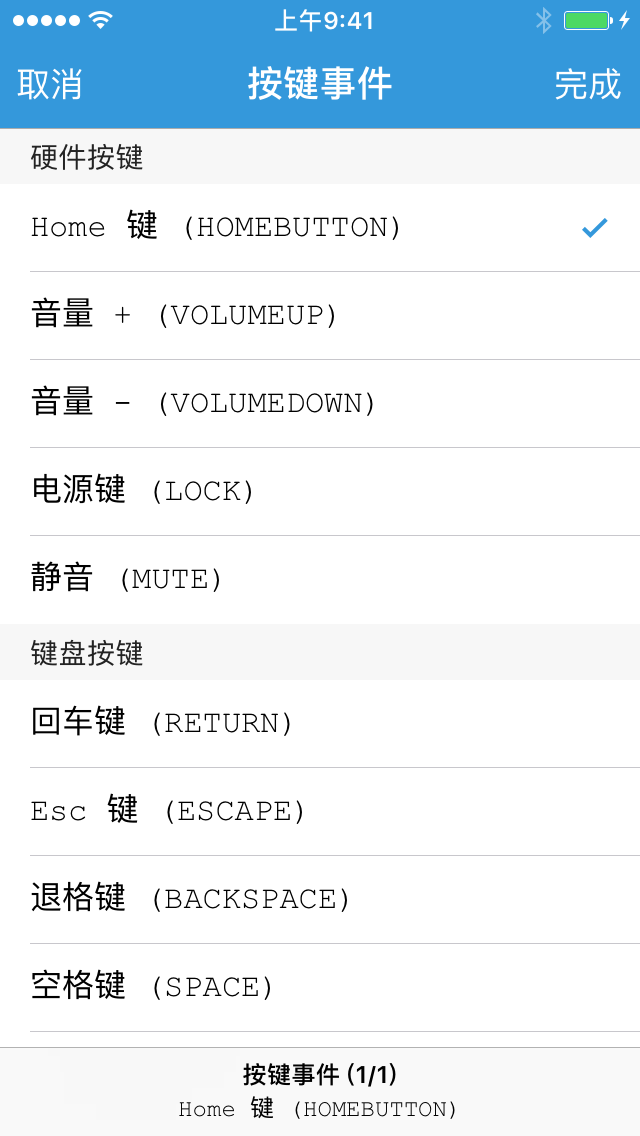 上午9:41
取消 按键事件 完成
硬件按键
Home 键 (HOMEBUTTON)
音量 + (VOLUMEUP)
音量 - (VOLUMEDOWN)
电源键 (LOCK)
静音 (MUTE)
键盘按键
回车键 (RETURN)
Esc 键 (ESCAPE)
退格键 (BACKSPACE)
空格键 (SPACE)
按键事件 (1/1)
Home 键 (HOMEBUTTON)